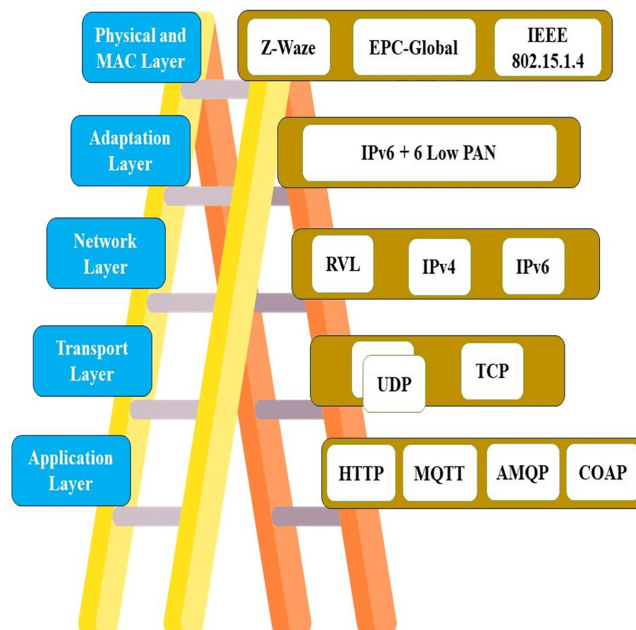 Physical and
MAC Layer
Z-Waze
EPC-Global
IEEE
802.15.1.4
Adaptation
Layer
IPv6 + 6 Low PAN
Network
Layer
RVL
IPv4
IPv6
Transport
Layer
UDP
TCP
Application
Layer
HTTP
MQTT
AMQP
COAP